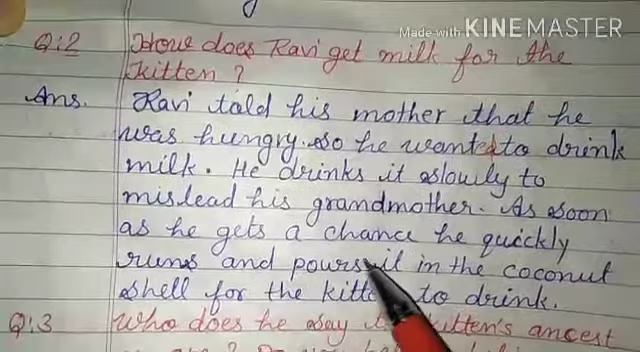 Made with KINEMASTER
Q:2 How does Ravi get milk for the
kitten ?
Ans. Ravi told his mother that he
was hungry. so he wanted to drink
milk. He drinks it slowly to
mislead his grandmother. As soon
as he gets a chance he quickly
runs and pours it in the coconut
shell for the to drink.
Q:3 Who does he say kitten's ancest